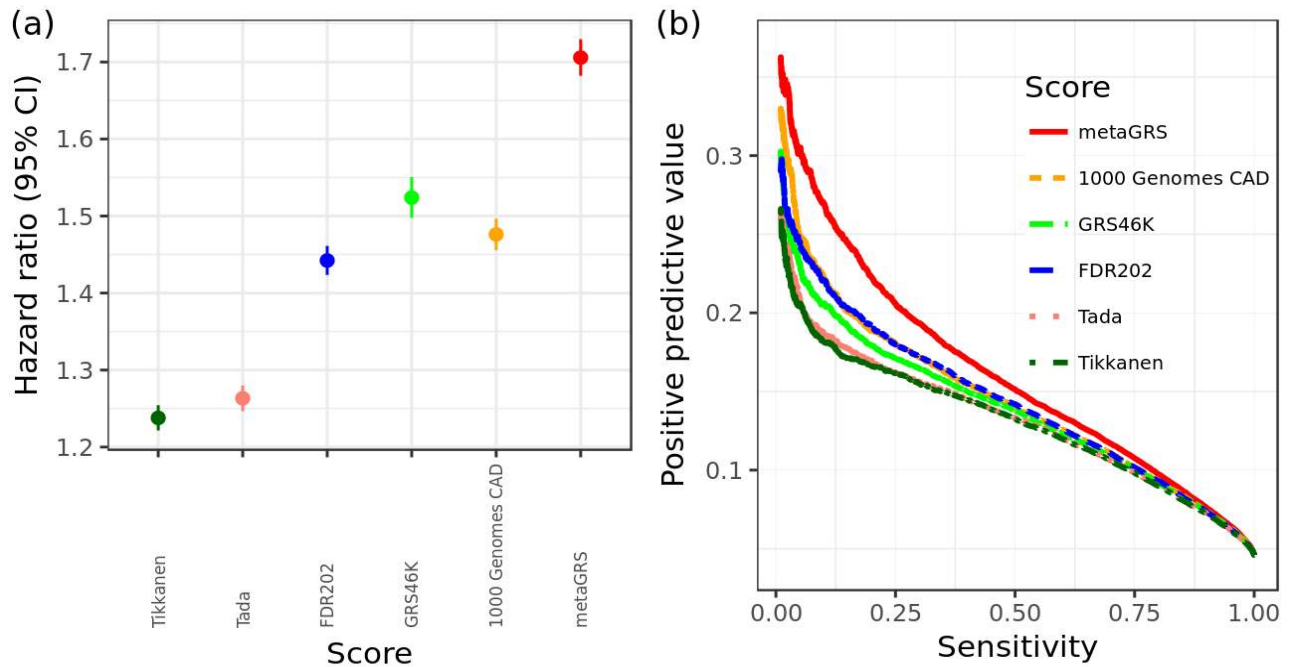 (a)
Hazard ratio (95% CI)
1.7
1.6
1.5
1.4
1.3
1.2
Tikkanen
Tada
FDR202
GRS46K
1000 Genomes CAD
metaGRS
Score
(b)
Positive predictive value
0.3
0.2
0.1
Score
metaGRS
1000 Genomes CAD
GRS46K
FDR202
Tada
Tikkanen
0.00 0.25 0.50 0.75 1.00
Sensitivity